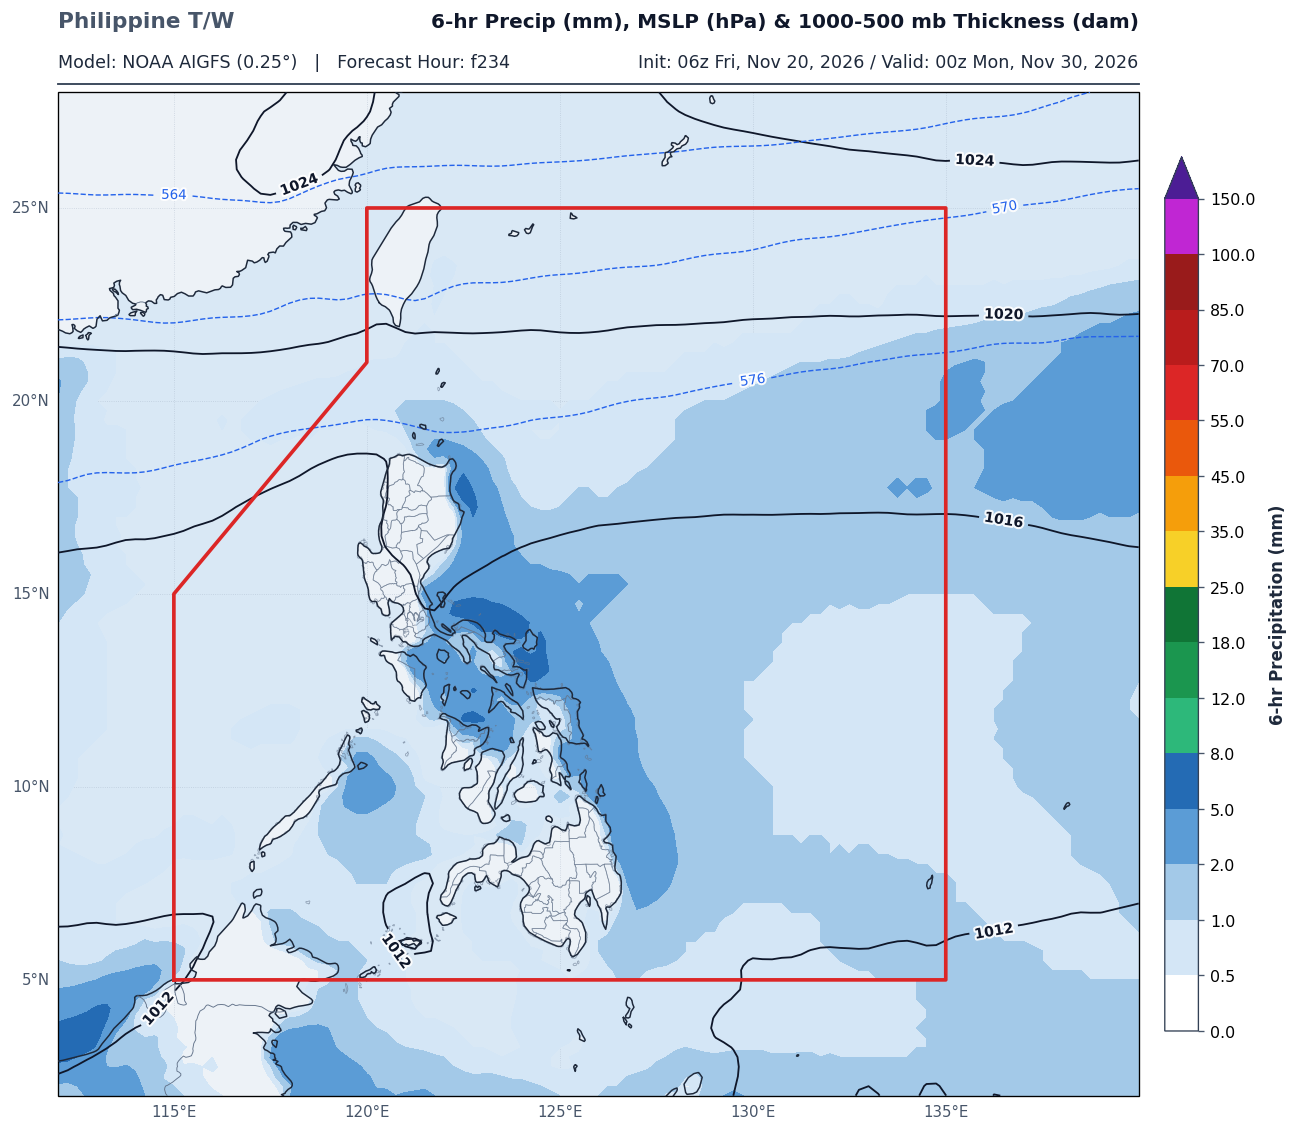 Philippine T/W
6-hr Precip (mm), MSLP (hPa) & 1000-500 mb Thickness (dam)
Model: NOAA AIGFS (0.25°) | Forecast Hour: f234
Init: 06z Fri, Nov 20, 2026 / Valid: 00z Mon, Nov 30, 2026
1024
1024
564
570
1020
576
1016
1012
1012
1012
25°N
20°N
15°N
10°N
5°N
115°E
120°E
125°E
130°E
135°E
150.0
100.0
85.0
70.0
55.0
45.0
35.0
25.0
18.0
12.0
8.0
5.0
2.0
1.0
0.5
0.0
6-hr Precipitation (mm)